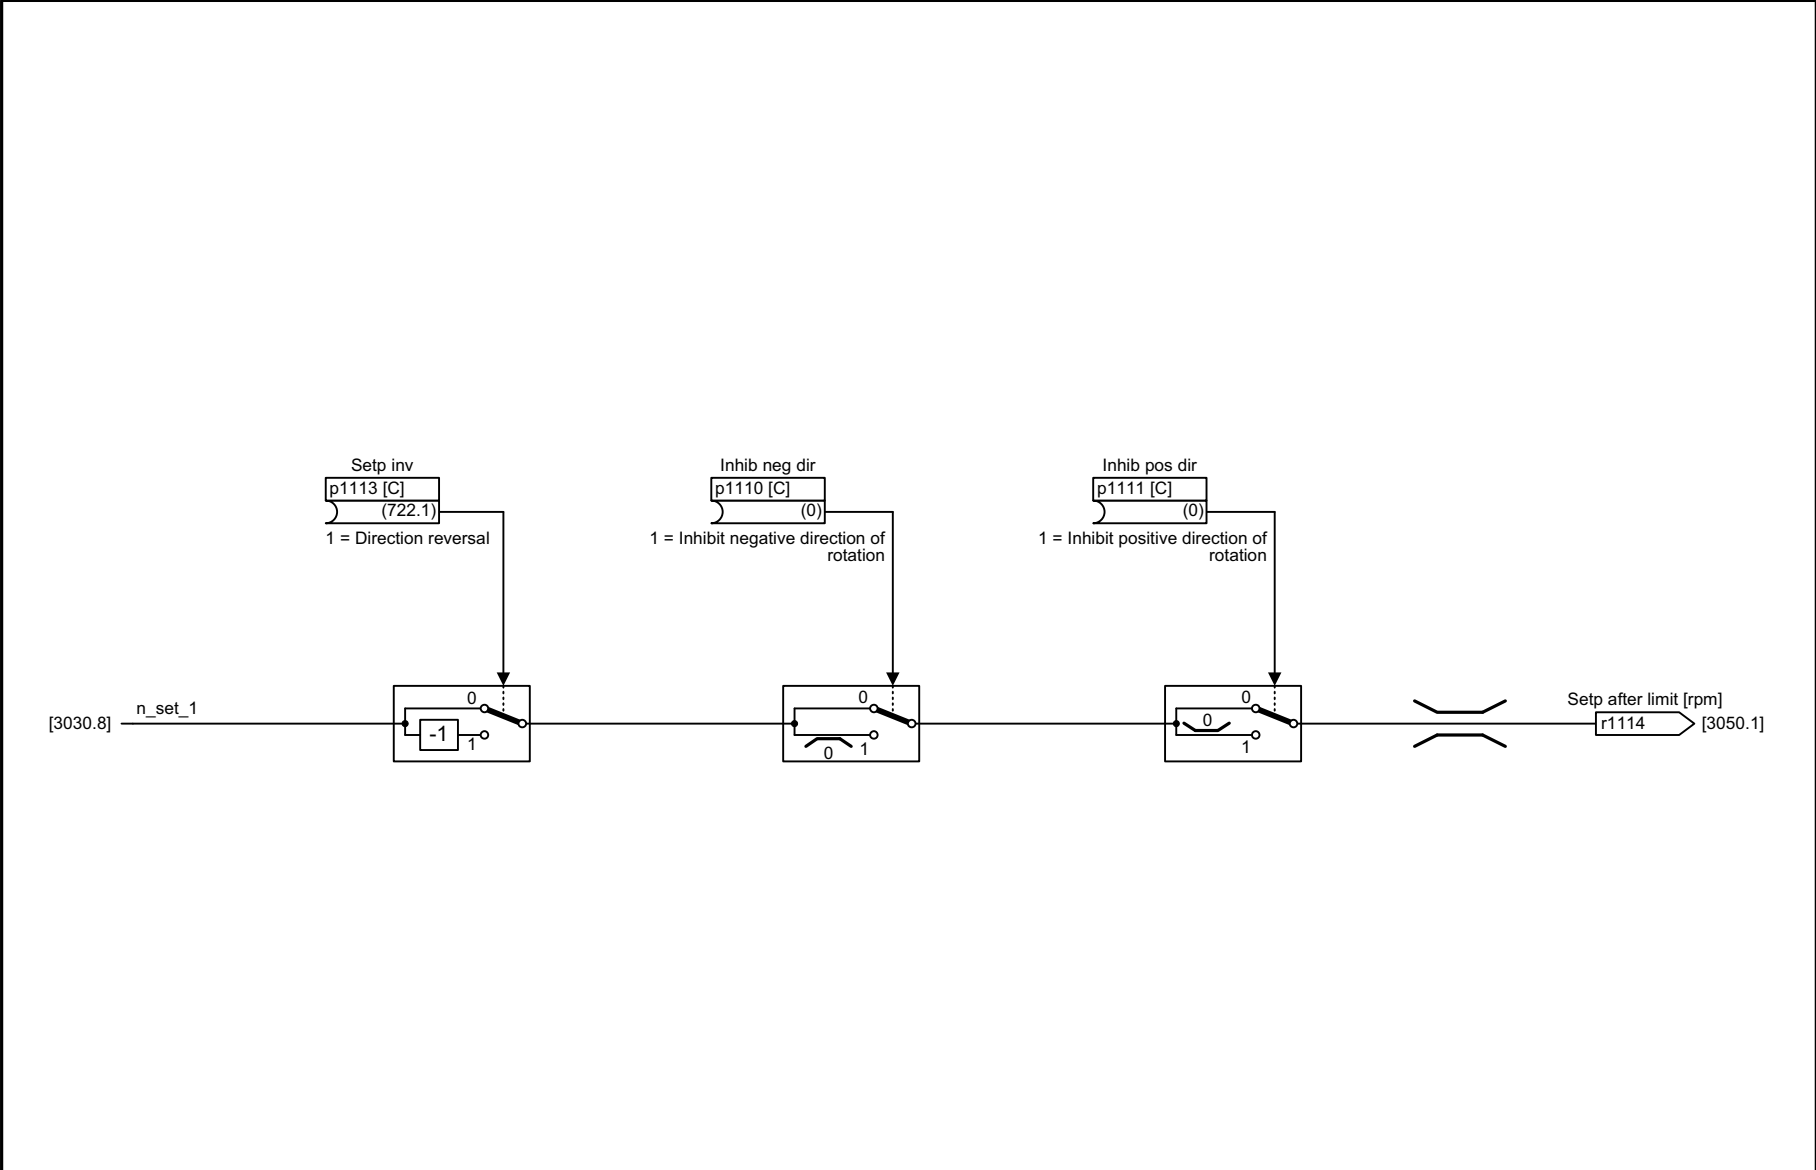 Setp inv
p1113 [C]
(722.1)
1 = Direction reversal
Inhib neg dir
p1110 [C]
(0)
1 = Inhibit negative direction of
rotation
Inhib pos dir
p1111 [C]
(0)
1 = Inhibit positive direction of
rotation
[3030.8]
n_set_1
0
-1
1
0
0
1
0
0
1
Setp after limit [rpm]
r1114
[3050.1]